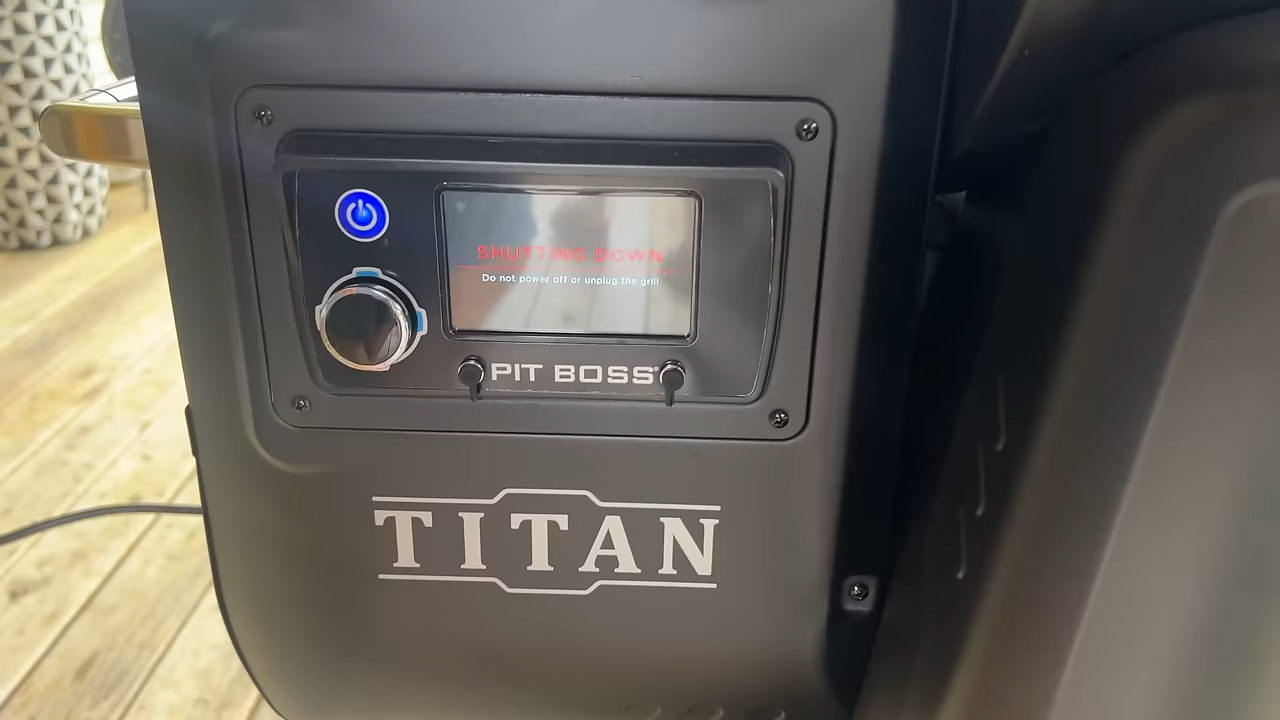 SHUTTING DOWN
Do not power off or unplug the grill
PIT BOSS®
TITAN